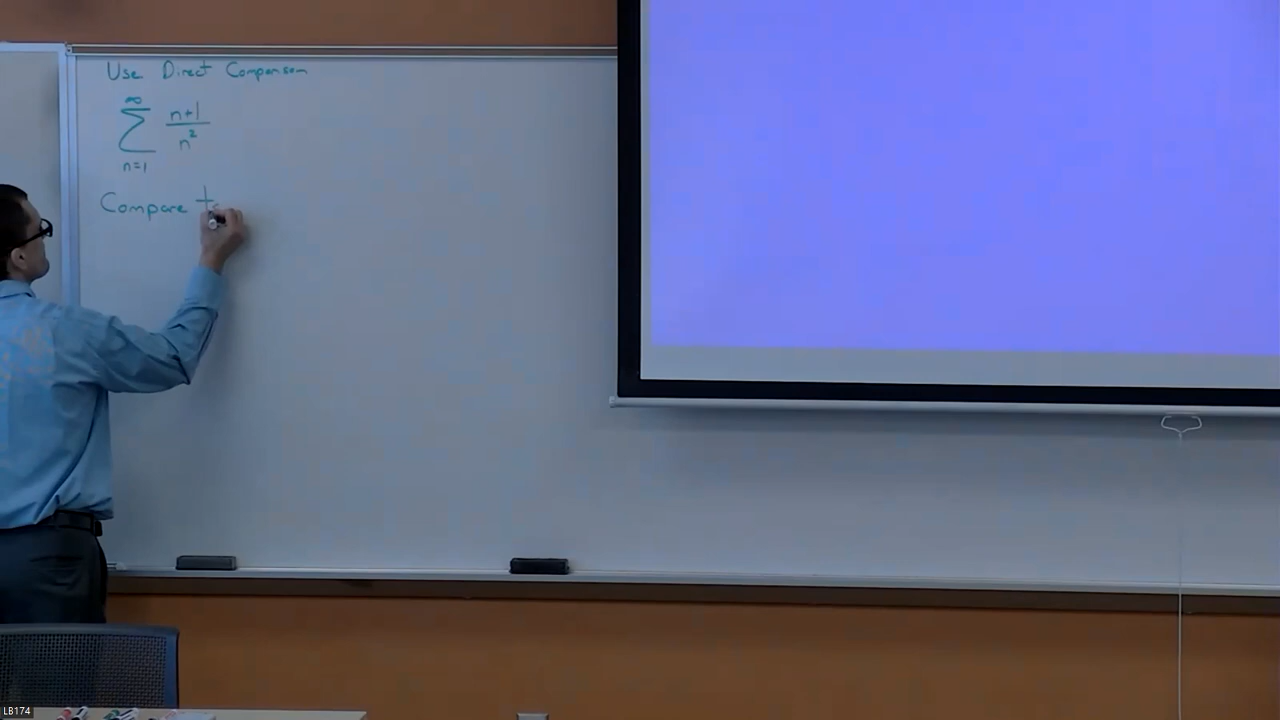 Use Direct Comparison
∞
∑ n+1/n²
n=1
Compare to
LB174